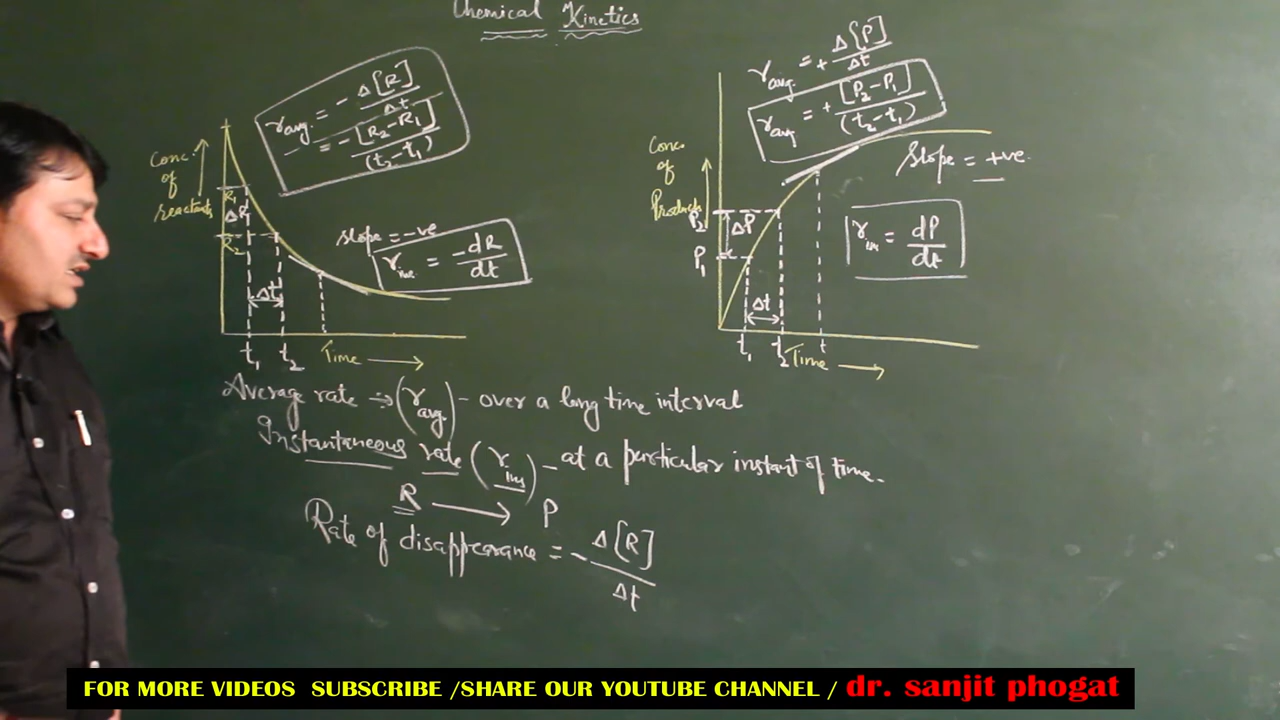 Chemical Kinetics
r avg. = - Δ[R] / Δt
= - [R2 - R1] / (t2 - t1)
Conc. of reactants
R1
ΔR
R2
slope = -ve
r ins. = -dR / dt
Δt
t1 t2 Time
r avg. = + Δ[P] / Δt
r avg = + [P2 - P1] / (t2 - t1)
Conc. of Products
slope = +ve
P2
ΔP
P1
r ins = dP / dt
Δt
t1 t2 Time t
Average rate ÷ (r avg.) - over a long time interval
Instantaneous rate (r ins) - at a particular instant of time.
R → P
Rate of disappearance = - Δ[R] / Δt
FOR MORE VIDEOS SUBSCRIBE /SHARE OUR YOUTUBE CHANNEL / dr. sanjit phogat